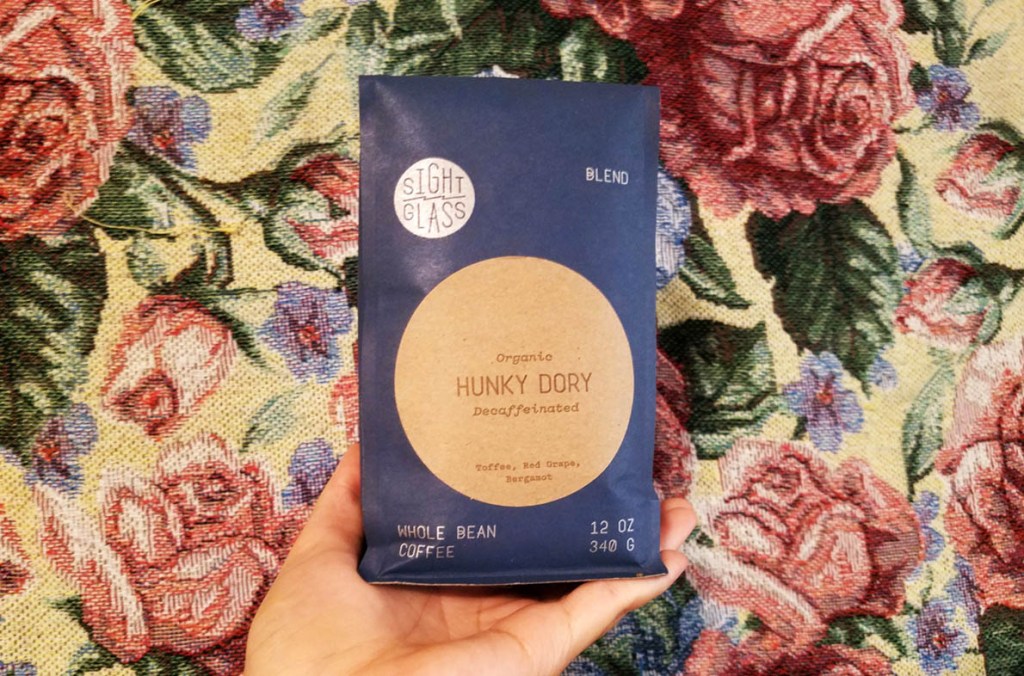 SIGHT
GLASS
BLEND
Organic
HUNKY DORY
Decaffeinated
Toffee, Red Grape,
Bergamot
WHOLE BEAN
COFFEE
12 OZ
340 G